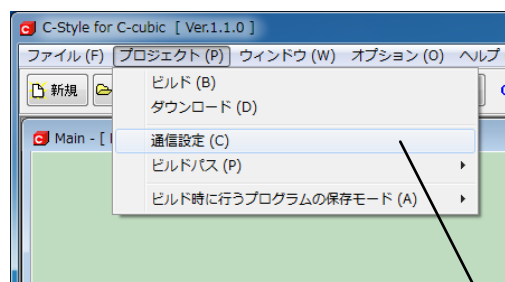 C-Style for C-cubic [ Ver.1.1.0 ]
ファイル (F) プロジェクト (P) ウィンドウ (W) オプション (O) ヘルプ
新規
ビルド (B)
ダウンロード (D)
Main - [
通信設定 (C)
ビルドパス (P)
ビルド時に行うプログラムの保存モード (A)